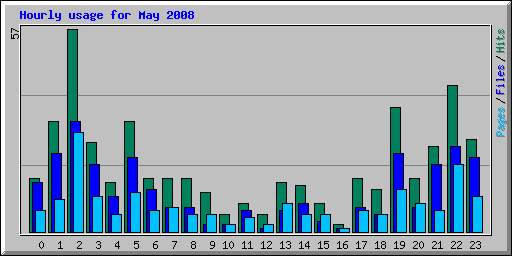 Hourly usage for May 2008
57
Pages / Files / Hits
0 1 2 3 4 5 6 7 8 9 10 11 12 13 14 15 16 17 18 19 20 21 22 23